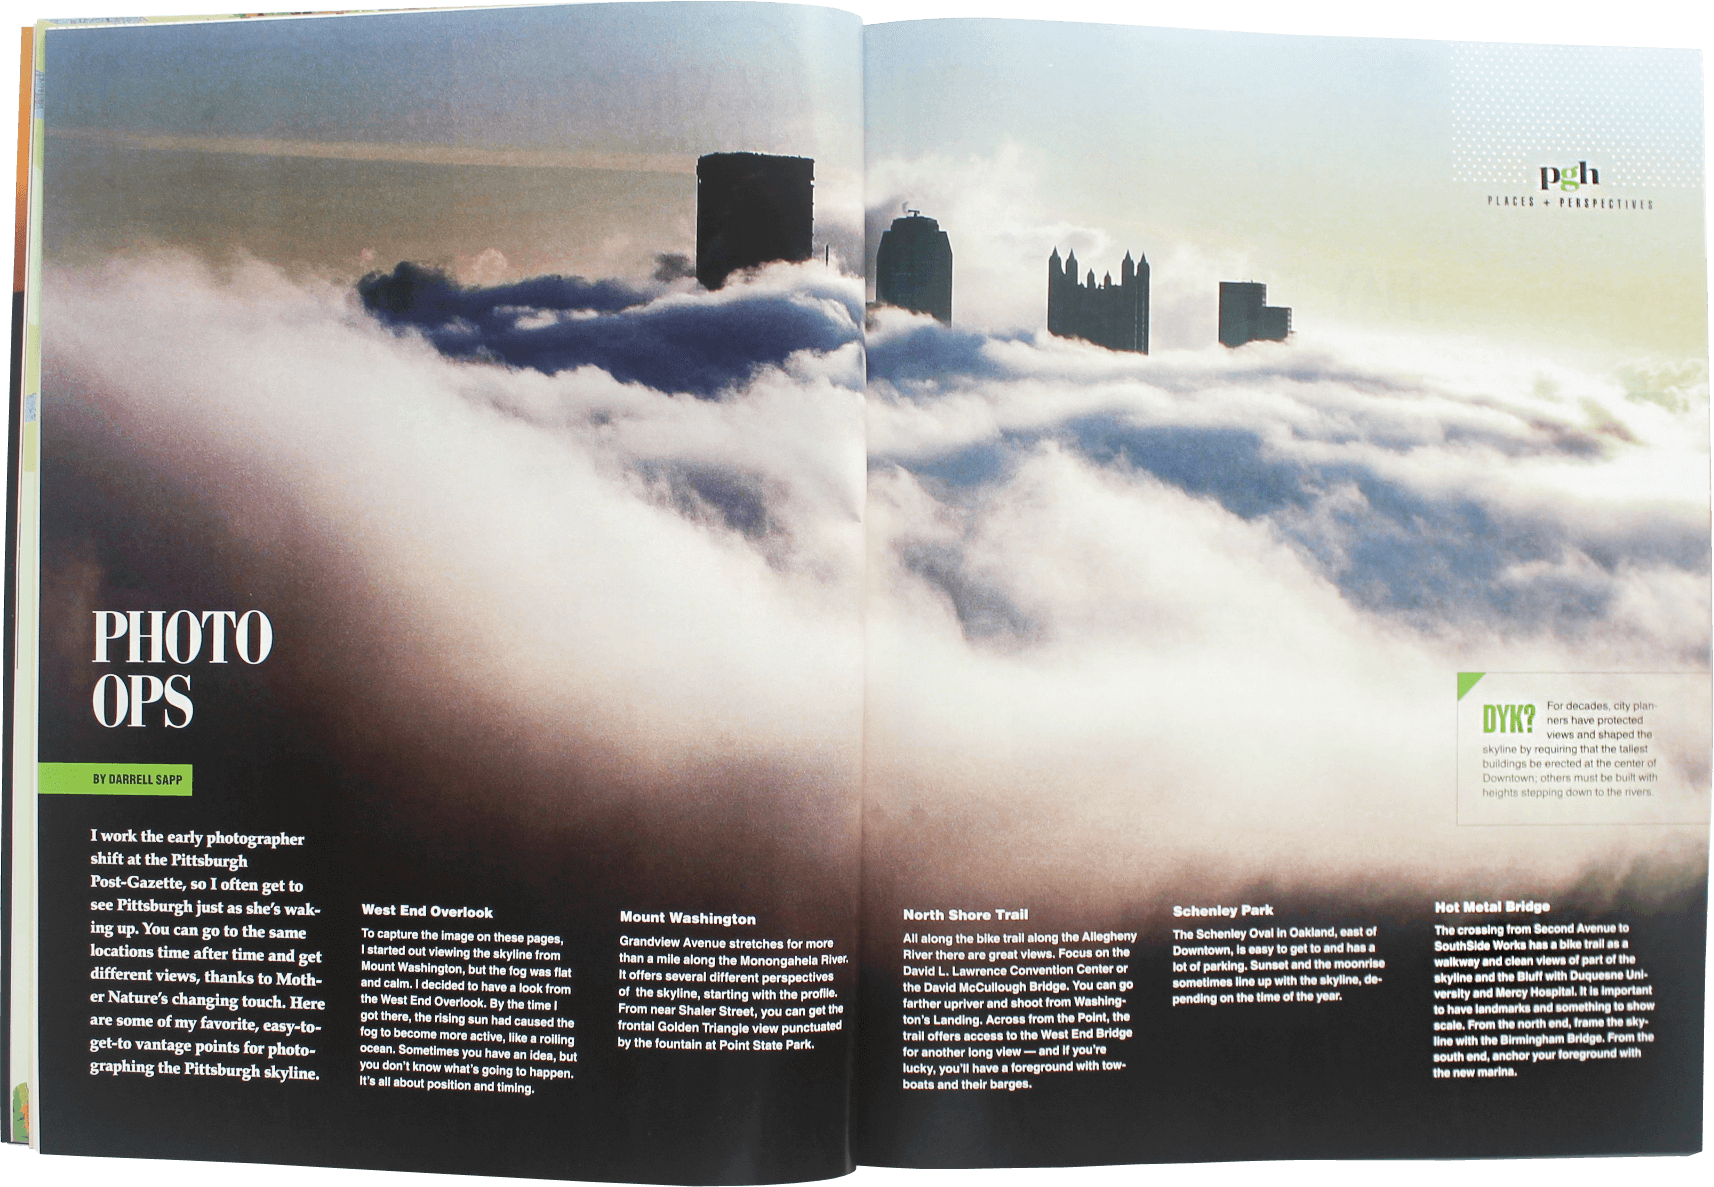 pgh
PLACES + PERSPECTIVES
PHOTO
OPS
BY DARRELL SAPP
I work the early photographer
shift at the Pittsburgh
Post-Gazette, so I often get to
see Pittsburgh just as she's wak-
ing up. You can go to the same
locations time after time and get
different views, thanks to Moth-
er Nature's changing touch. Here
are some of my favorite, easy-to-
get-to vantage points for photo-
graphing the Pittsburgh skyline.
West End Overlook
To capture the image on these pages,
I started out viewing the skyline from
Mount Washington, but the fog was flat
and calm. I decided to have a look from
the West End Overlook. By the time I
got there, the rising sun had caused the
fog to become more active, like a roiling
ocean. Sometimes you have an idea, but
you don't know what's going to happen.
It's all about position and timing.
Mount Washington
Grandview Avenue stretches for more
than a mile along the Monongahela River.
It offers several different perspectives
of the skyline, starting with the profile.
From near Shaler Street, you can get the
frontal Golden Triangle view punctuated
by the fountain at Point State Park.
North Shore Trail
All along the bike trail along the Allegheny
River there are great views. Focus on the
David L. Lawrence Convention Center or
the David McCullough Bridge. You can go
farther upriver and shoot from Washing-
ton's Landing. Across from the Point, the
trail offers access to the West End Bridge
for another long view — and if you're
lucky, you'll have a foreground with tow-
boats and their barges.
Schenley Park
The Schenley Oval in Oakland, east of
Downtown, is easy to get to and has a
lot of parking. Sunset and the moonrise
sometimes line up with the skyline, de-
pending on the time of the year.
Hot Metal Bridge
The crossing from Second Avenue to
SouthSide Works has a bike trail as a
walkway and clean views of part of the
skyline and the Bluff with Duquesne Uni-
versity and Mercy Hospital. It is important
to have landmarks and something to show
scale. From the north end, frame the sky-
line with the Birmingham Bridge. From the
south end, anchor your foreground with
the new marina.
DYK? For decades, city plan-
ners have protected
views and shaped the
skyline by requiring that the tallest
buildings be erected at the center of
Downtown; others must be built with
heights stepping down to the rivers.